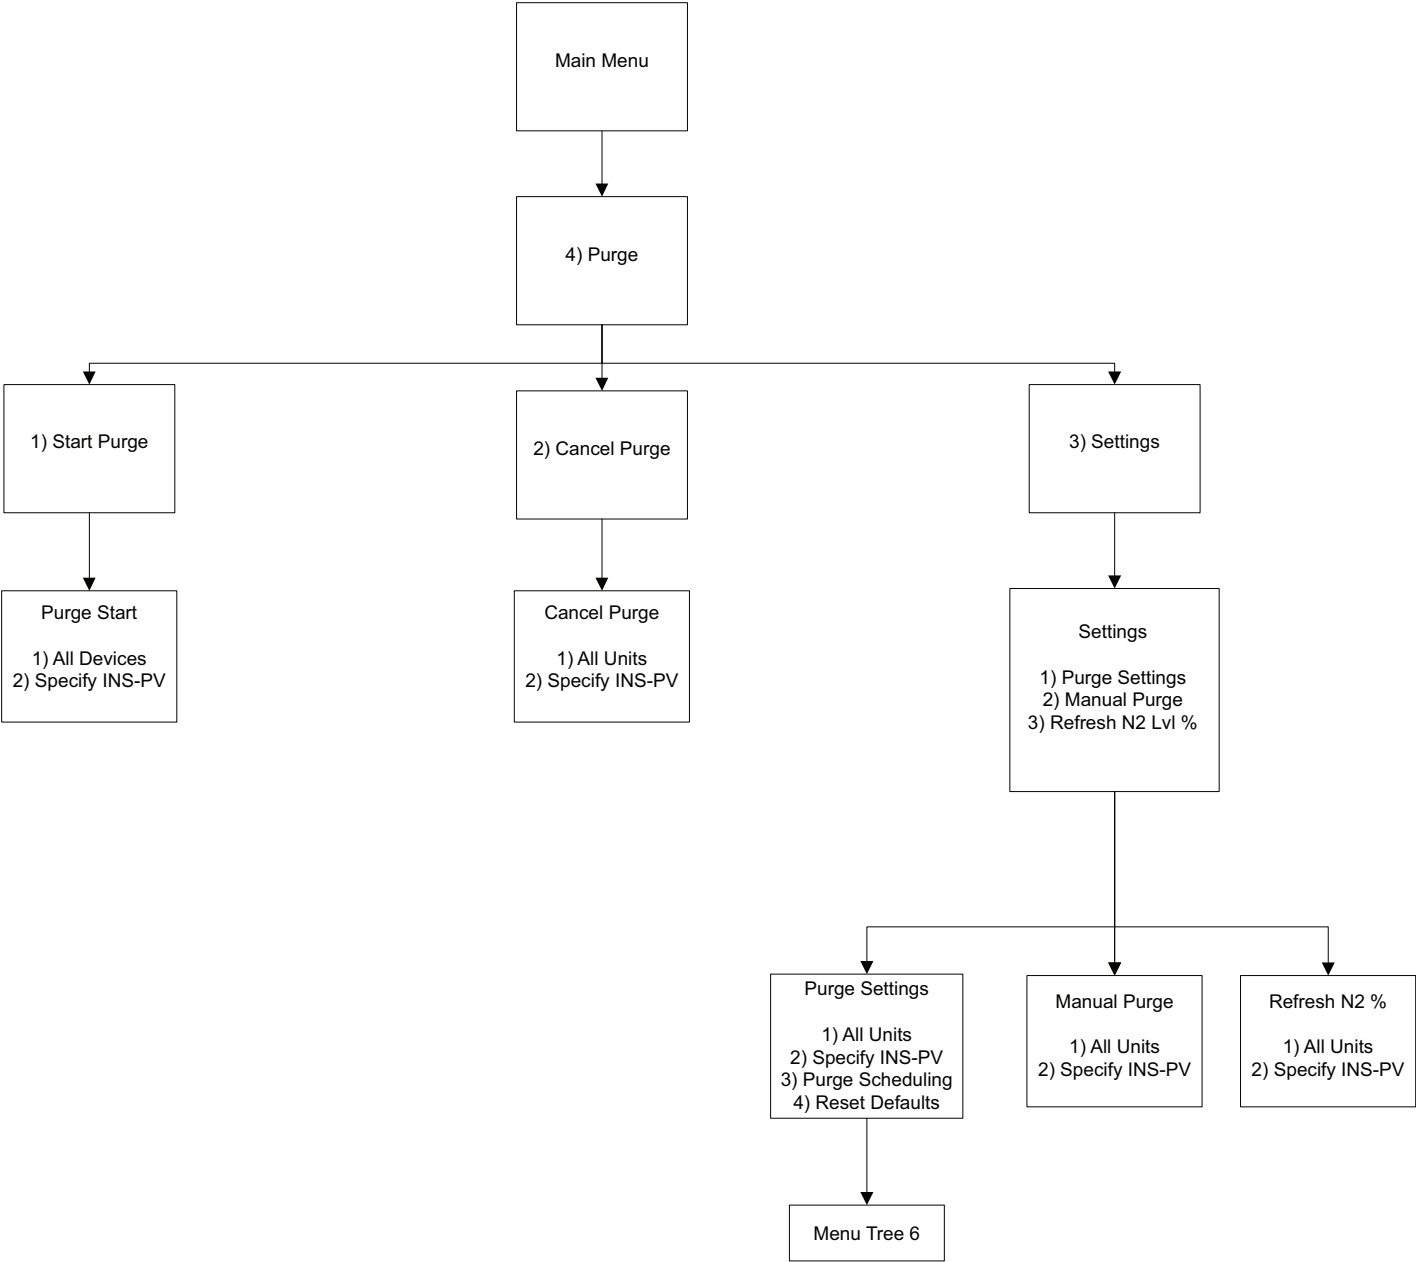 Main Menu
4) Purge
1) Start Purge
2) Cancel Purge
3) Settings
Purge Start
1) All Devices
2) Specify INS-PV
Cancel Purge
1) All Units
2) Specify INS-PV
Settings
1) Purge Settings
2) Manual Purge
3) Refresh N2 Lvl %
Purge Settings
1) All Units
2) Specify INS-PV
3) Purge Scheduling
4) Reset Defaults
Manual Purge
1) All Units
2) Specify INS-PV
Refresh N2 %
1) All Units
2) Specify INS-PV
Menu Tree 6